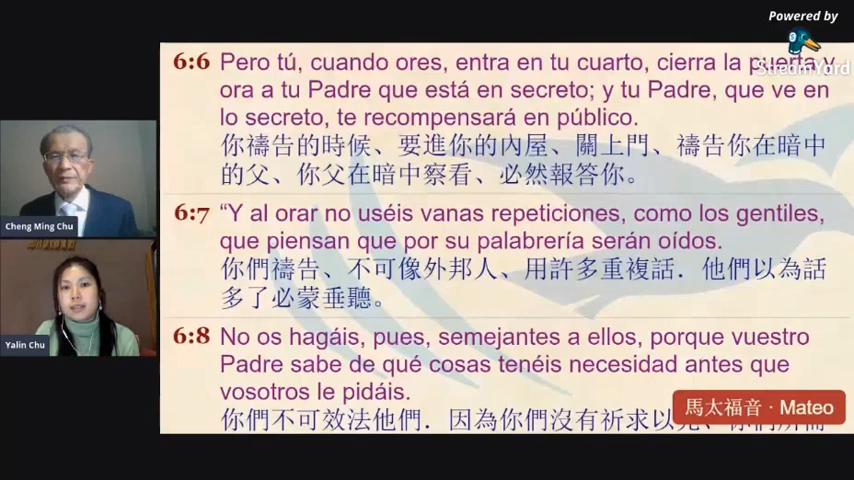 Powered by
StreamYard
6:6 Pero tú, cuando ores, entra en tu cuarto, cierra la puerta y
ora a tu Padre que está en secreto; y tu Padre, que ve en
lo secreto, te recompensará en público.
你禱告的時候、要進你的內屋、關上門、禱告你在暗中
的父、你父在暗中察看、必然報答你。
6:7 “Y al orar no uséis vanas repeticiones, como los gentiles,
que piensan que por su palabrería serán oídos.
你們禱告、不可像外邦人、用許多重複話．他們以為話
多了必蒙垂聽。
6:8 No os hagáis, pues, semejantes a ellos, porque vuestro
Padre sabe de qué cosas tenéis necesidad antes que
vosotros le pidáis.
你們不可效法他們．因為你們沒有祈求以
馬太福音 · Mateo
Cheng Ming Chu
Yalin Chu